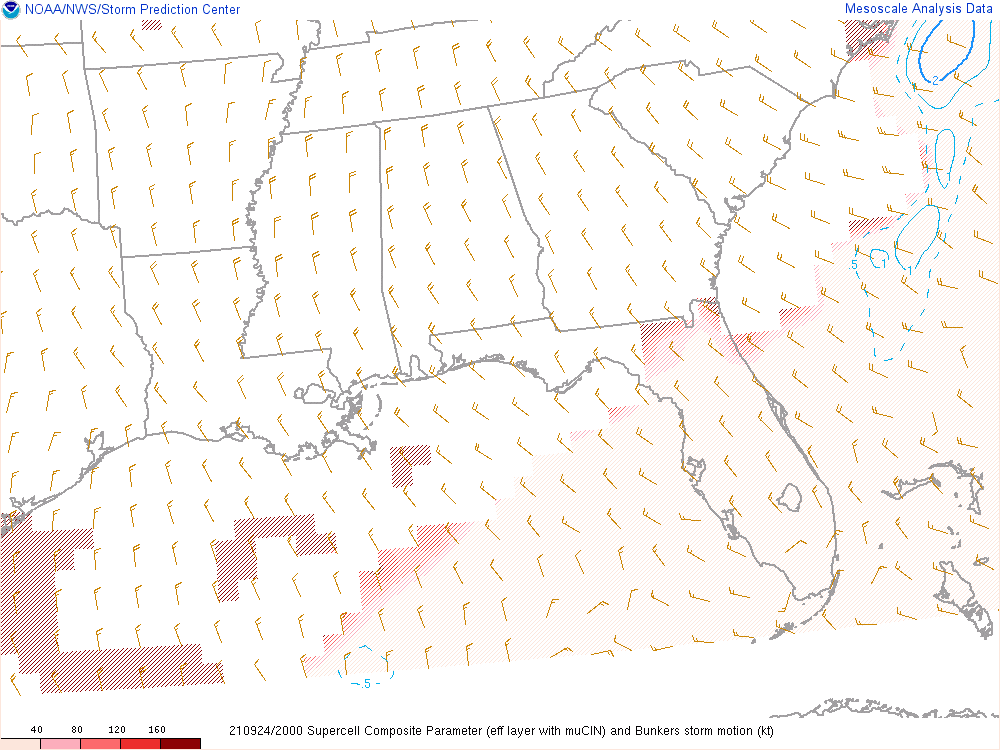 NOAA/NWS/Storm Prediction Center
Mesoscale Analysis Data
2
1
.5
1
1
.5
40 80 120 160
210924/2000 Supercell Composite Parameter (eff layer with muCIN) and Bunkers storm motion (kt)